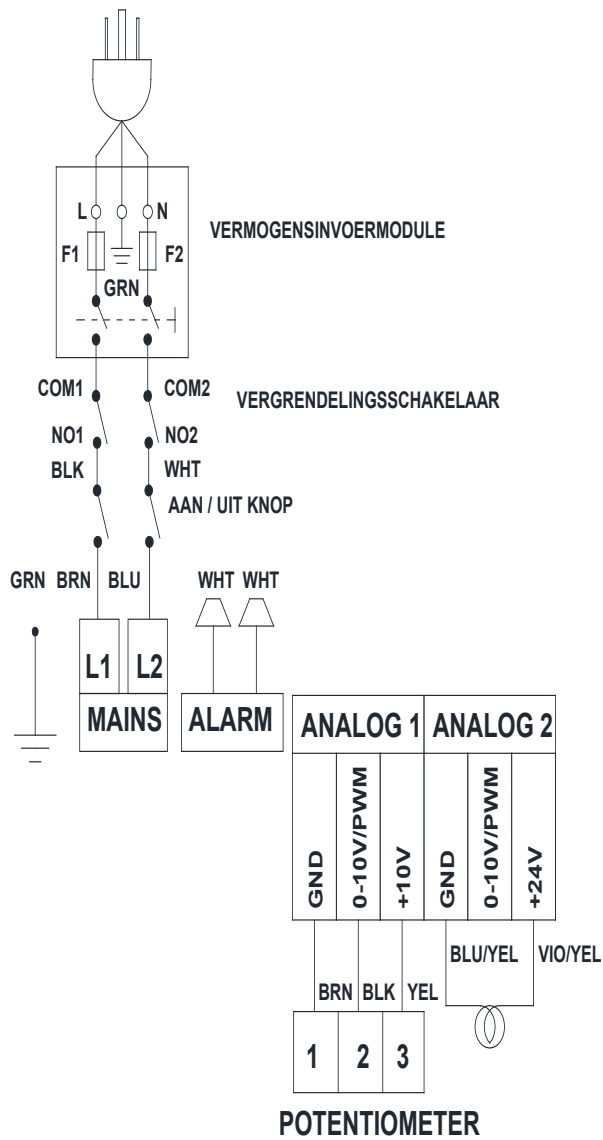 L N
VERMOGENSINVOERMODULE
F1 F2
GRN
COM1 COM2
VERGRENDELINGSSCHAKELAAR
NO1 NO2
BLK WHT
AAN / UIT KNOP
GRN BRN BLU WHT WHT
L1 L2
MAINS ALARM
ANALOG 1 ANALOG 2
GND 0-10V/PWM +10V GND 0-10V/PWM +24V
BLU/YEL VIO/YEL
BRN BLK YEL
1 2 3
POTENTIOMETER